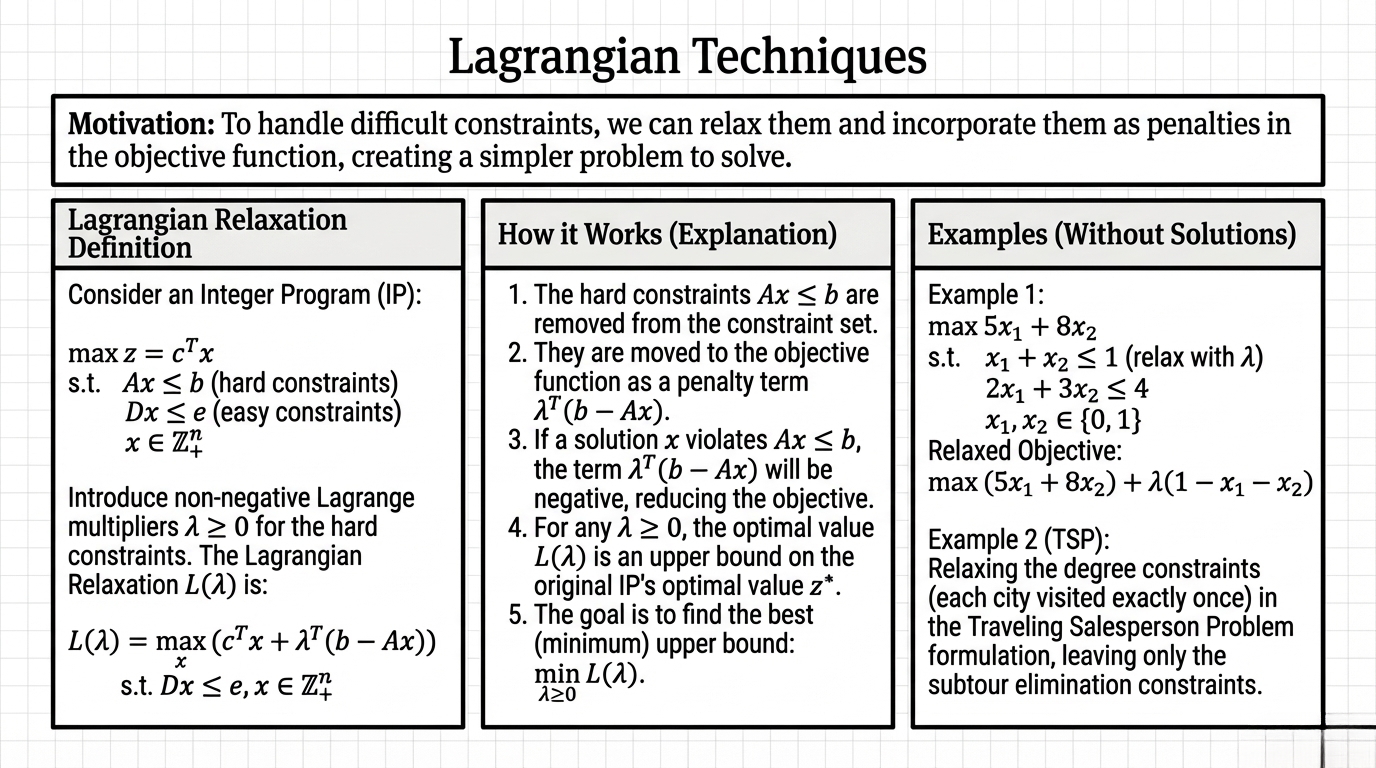 Lagrangian Techniques
Motivation: To handle difficult constraints, we can relax them and incorporate them as penalties in
the objective function, creating a simpler problem to solve.
Lagrangian Relaxation
Definition
Consider an Integer Program (IP):
max z = cᵀx
s.t. Ax ≤ b (hard constraints)
Dx ≤ e (easy constraints)
x ∈ ℤ₊ⁿ
Introduce non-negative Lagrange
multipliers λ ≥ 0 for the hard
constraints. The Lagrangian
Relaxation L(λ) is:
L(λ) = max (cᵀx + λᵀ(b − Ax))
x
s.t. Dx ≤ e, x ∈ ℤ₊ⁿ
How it Works (Explanation)
1. The hard constraints Ax ≤ b are
removed from the constraint set.
2. They are moved to the objective
function as a penalty term
λᵀ(b − Ax).
3. If a solution x violates Ax ≤ b,
the term λᵀ(b − Ax) will be
negative, reducing the objective.
4. For any λ ≥ 0, the optimal value
L(λ) is an upper bound on the
original IP's optimal value z*.
5. The goal is to find the best
(minimum) upper bound:
min L(λ).
λ≥0
Examples (Without Solutions)
Example 1:
max 5x₁ + 8x₂
s.t. x₁ + x₂ ≤ 1 (relax with λ)
2x₁ + 3x₂ ≤ 4
x₁, x₂ ∈ {0, 1}
Relaxed Objective:
max (5x₁ + 8x₂) + λ(1 − x₁ − x₂)
Example 2 (TSP):
Relaxing the degree constraints
(each city visited exactly once) in
the Traveling Salesperson Problem
formulation, leaving only the
subtour elimination constraints.